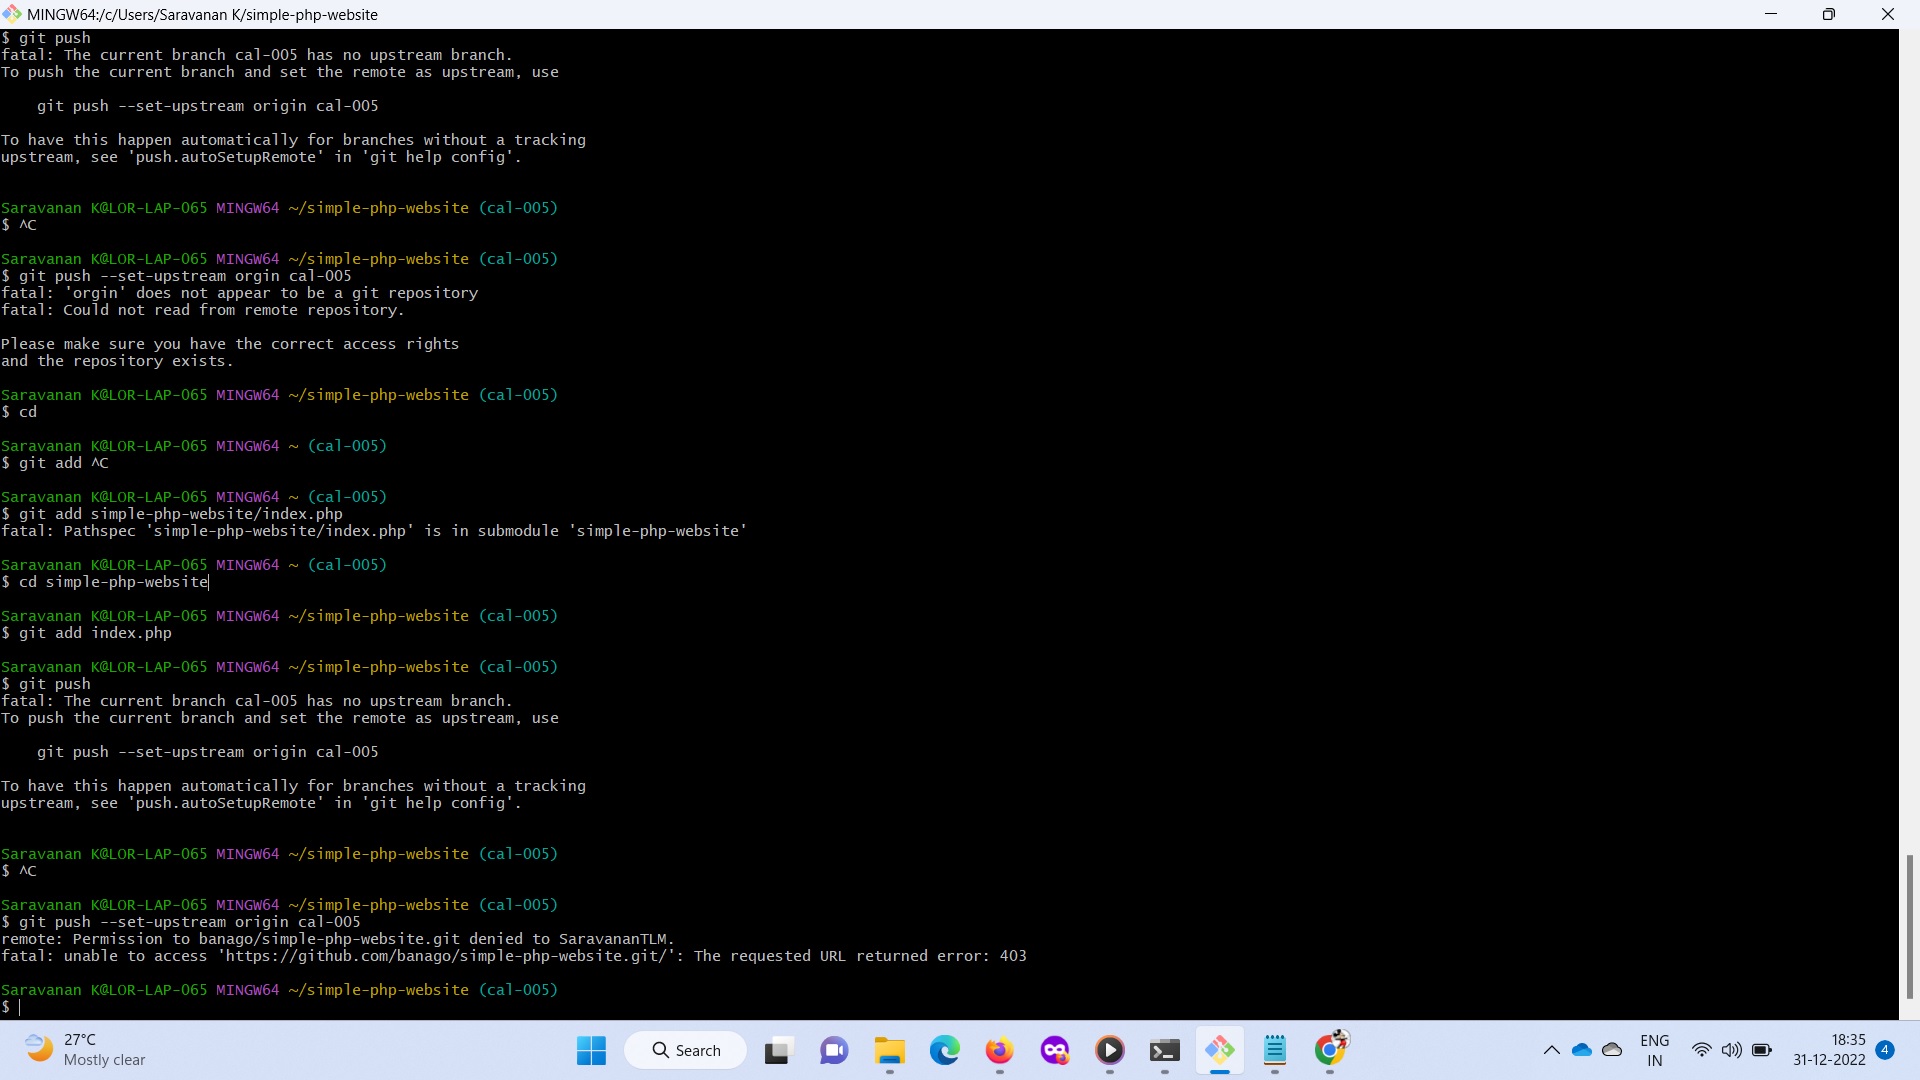 MINGW64:/c/Users/Saravanan K/simple-php-website
$ git push
fatal: The current branch cal-005 has no upstream branch.
To push the current branch and set the remote as upstream, use
    git push --set-upstream origin cal-005
To have this happen automatically for branches without a tracking
upstream, see 'push.autoSetupRemote' in 'git help config'.
Saravanan K@LOR-LAP-065 MINGW64 ~/simple-php-website (cal-005)
$ ^C
Saravanan K@LOR-LAP-065 MINGW64 ~/simple-php-website (cal-005)
$ git push --set-upstream orgin cal-005
fatal: 'orgin' does not appear to be a git repository
fatal: Could not read from remote repository.
Please make sure you have the correct access rights
and the repository exists.
Saravanan K@LOR-LAP-065 MINGW64 ~/simple-php-website (cal-005)
$ cd
Saravanan K@LOR-LAP-065 MINGW64 ~ (cal-005)
$ git add ^C
Saravanan K@LOR-LAP-065 MINGW64 ~ (cal-005)
$ git add simple-php-website/index.php
fatal: Pathspec 'simple-php-website/index.php' is in submodule 'simple-php-website'
Saravanan K@LOR-LAP-065 MINGW64 ~ (cal-005)
$ cd simple-php-website
Saravanan K@LOR-LAP-065 MINGW64 ~/simple-php-website (cal-005)
$ git add index.php
Saravanan K@LOR-LAP-065 MINGW64 ~/simple-php-website (cal-005)
$ git push
fatal: The current branch cal-005 has no upstream branch.
To push the current branch and set the remote as upstream, use
    git push --set-upstream origin cal-005
To have this happen automatically for branches without a tracking
upstream, see 'push.autoSetupRemote' in 'git help config'.
Saravanan K@LOR-LAP-065 MINGW64 ~/simple-php-website (cal-005)
$ ^C
Saravanan K@LOR-LAP-065 MINGW64 ~/simple-php-website (cal-005)
$ git push --set-upstream origin cal-005
remote: Permission to banago/simple-php-website.git denied to SaravananTLM.
fatal: unable to access 'https://github.com/banago/simple-php-website.git/': The requested URL returned error: 403
Saravanan K@LOR-LAP-065 MINGW64 ~/simple-php-website (cal-005)
$
27°C
Mostly clear
Search
ENG
IN
18:35
31-12-2022
4